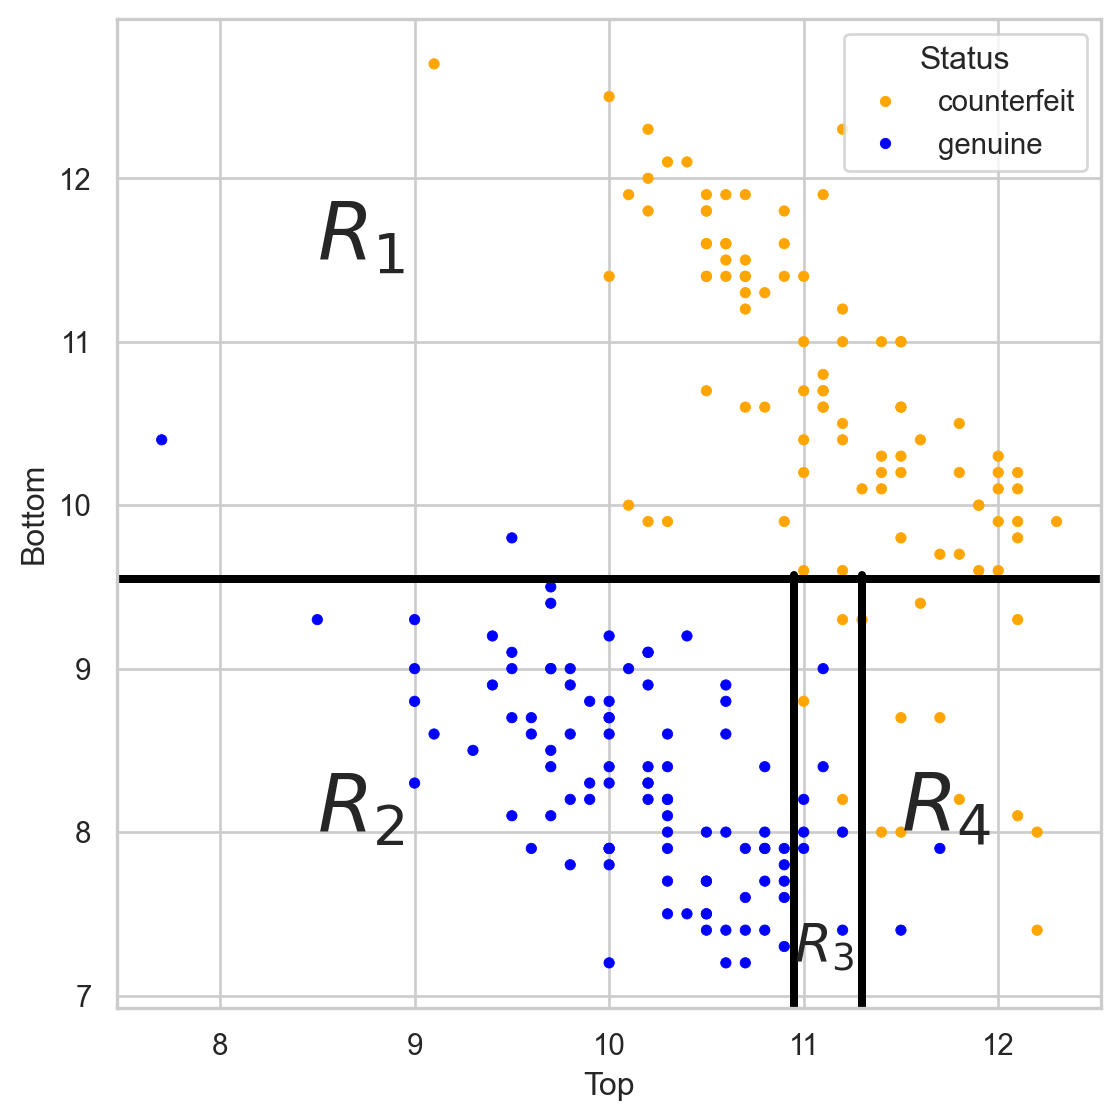 Status
counterfeit
genuine
12
R1
11
10
Bottom
9
R2
R4
8
R3
7
8 9 10 11 12
Top